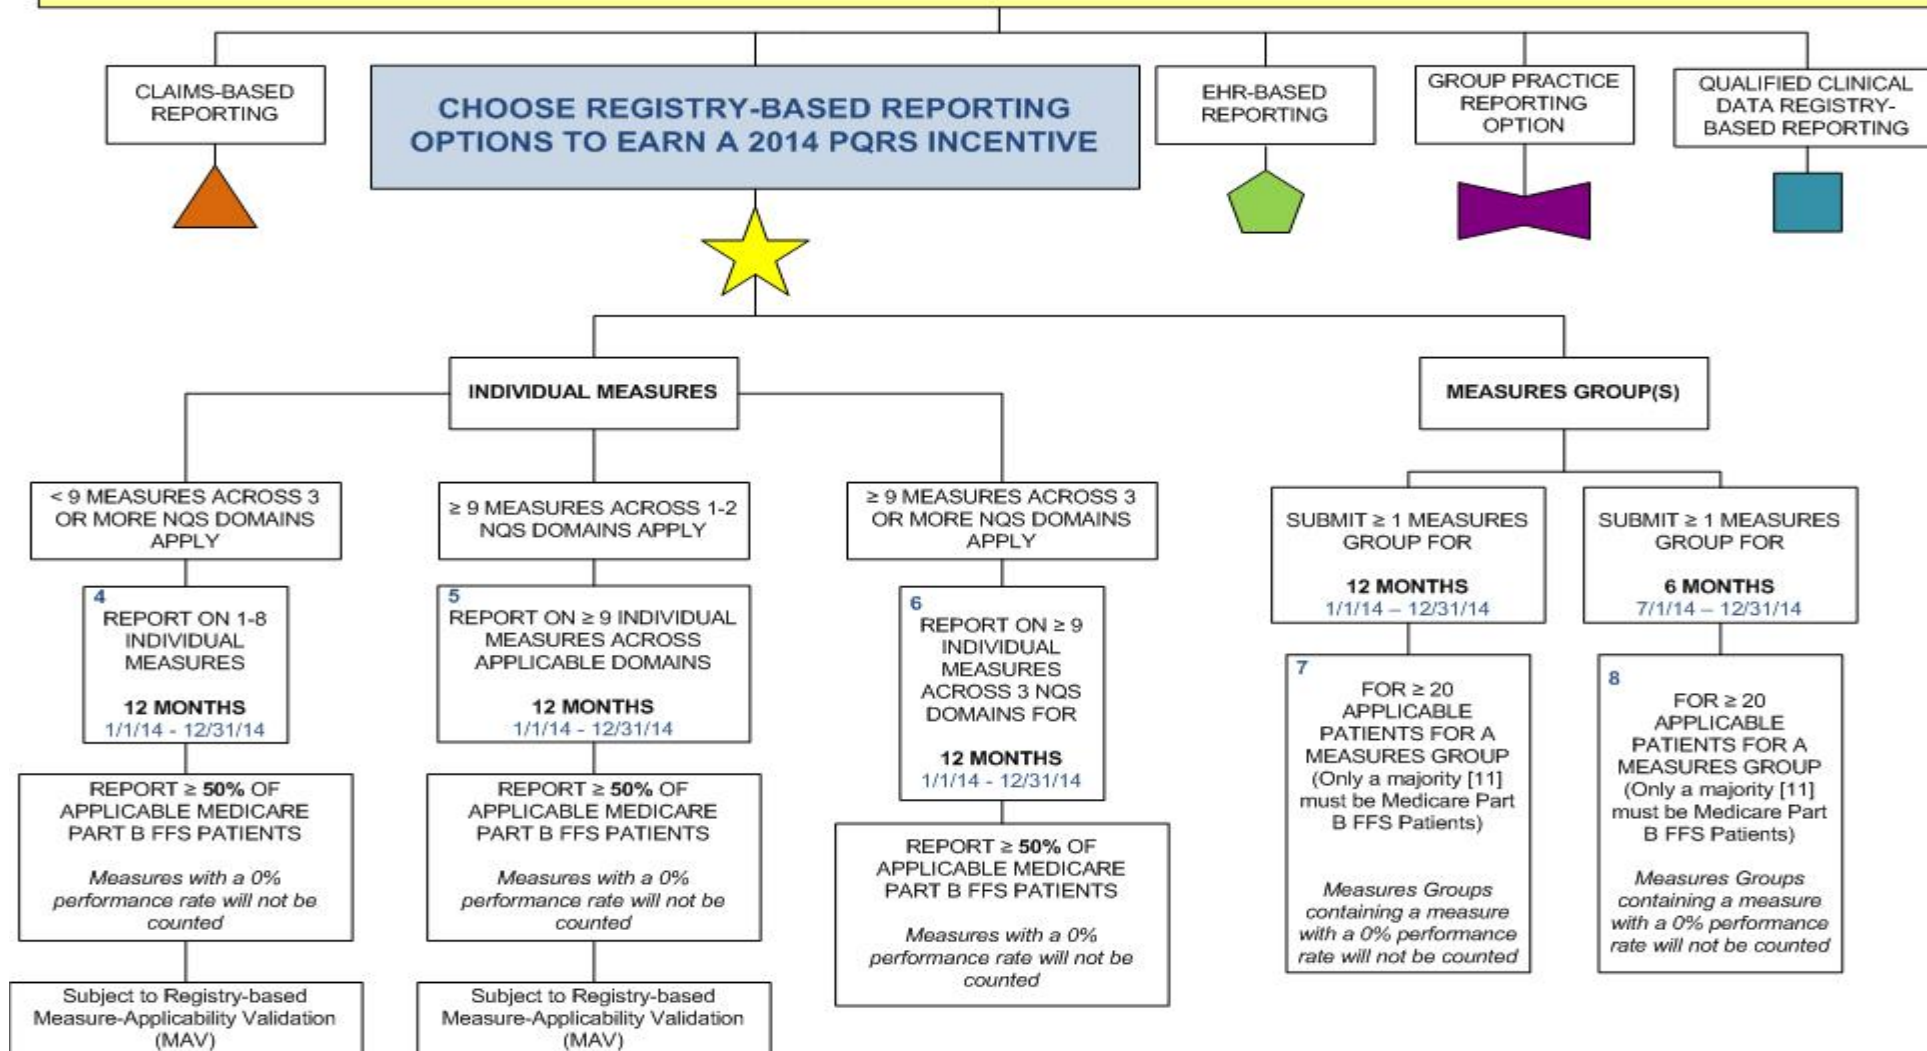 CLAIMS-BASED
REPORTING
CHOOSE REGISTRY-BASED REPORTING
OPTIONS TO EARN A 2014 PQRS INCENTIVE
EHR-BASED
REPORTING
GROUP PRACTICE
REPORTING
OPTION
QUALIFIED CLINICAL
DATA REGISTRY-
BASED REPORTING
INDIVIDUAL MEASURES
MEASURES GROUP(S)
< 9 MEASURES ACROSS 3
OR MORE NQS DOMAINS
APPLY
≥ 9 MEASURES ACROSS 1-2
NQS DOMAINS APPLY
≥ 9 MEASURES ACROSS 3
OR MORE NQS DOMAINS
APPLY
SUBMIT ≥ 1 MEASURES
GROUP FOR
12 MONTHS
1/1/14 – 12/31/14
SUBMIT ≥ 1 MEASURES
GROUP FOR
6 MONTHS
7/1/14 – 12/31/14
4
REPORT ON 1-8
INDIVIDUAL
MEASURES
12 MONTHS
1/1/14 - 12/31/14
5
REPORT ON ≥ 9 INDIVIDUAL
MEASURES ACROSS
APPLICABLE DOMAINS
12 MONTHS
1/1/14 - 12/31/14
6
REPORT ON ≥ 9
INDIVIDUAL
MEASURES
ACROSS 3 NQS
DOMAINS FOR
12 MONTHS
1/1/14 - 12/31/14
7
FOR ≥ 20
APPLICABLE
PATIENTS FOR A
MEASURES GROUP
(Only a majority [11]
must be Medicare Part
B FFS Patients)
Measures Groups
containing a measure
with a 0% performance
rate will not be counted
8
FOR ≥ 20
APPLICABLE
PATIENTS FOR A
MEASURES GROUP
(Only a majority [11]
must be Medicare Part
B FFS Patients)
Measures Groups
containing a measure
with a 0% performance
rate will not be counted
REPORT ≥ 50% OF
APPLICABLE MEDICARE
PART B FFS PATIENTS
Measures with a 0%
performance rate will not be
counted
REPORT ≥ 50% OF
APPLICABLE MEDICARE
PART B FFS PATIENTS
Measures with a 0%
performance rate will not be
counted
REPORT ≥ 50% OF
APPLICABLE MEDICARE
PART B FFS PATIENTS
Measures with a 0%
performance rate will not be
counted
Subject to Registry-based
Measure-Applicability Validation
(MAV)
Subject to Registry-based
Measure-Applicability Validation
(MAV)